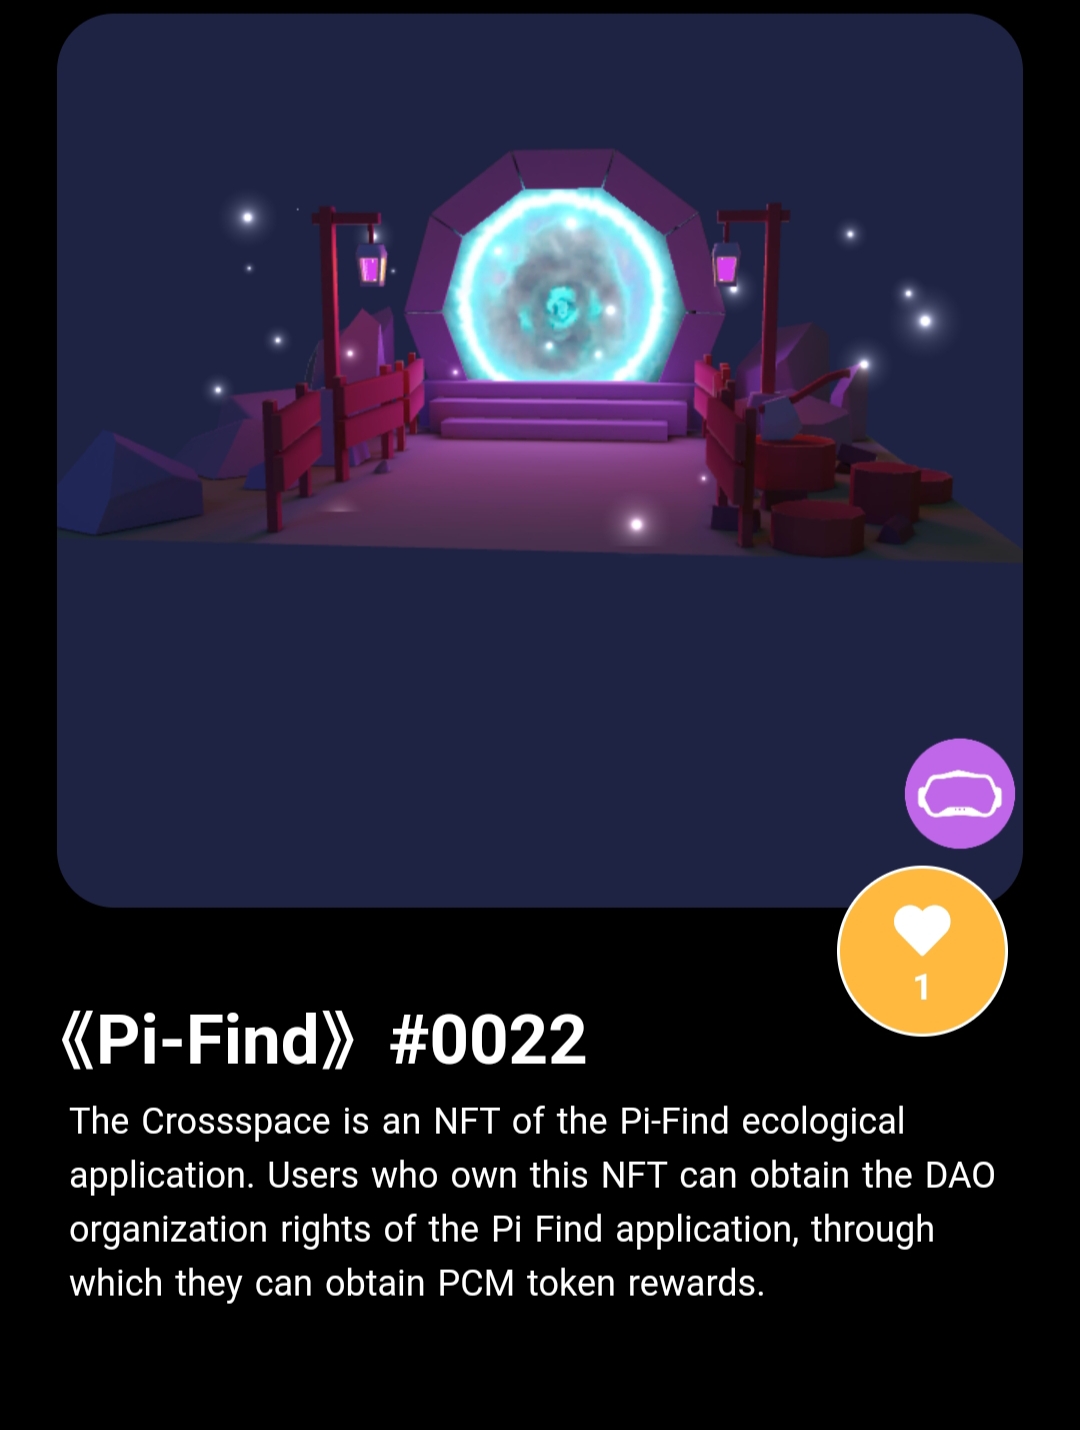 1
《Pi-Find》 #0022
The Crossspace is an NFT of the Pi-Find ecological
application. Users who own this NFT can obtain the DAO
organization rights of the Pi Find application, through
which they can obtain PCM token rewards.